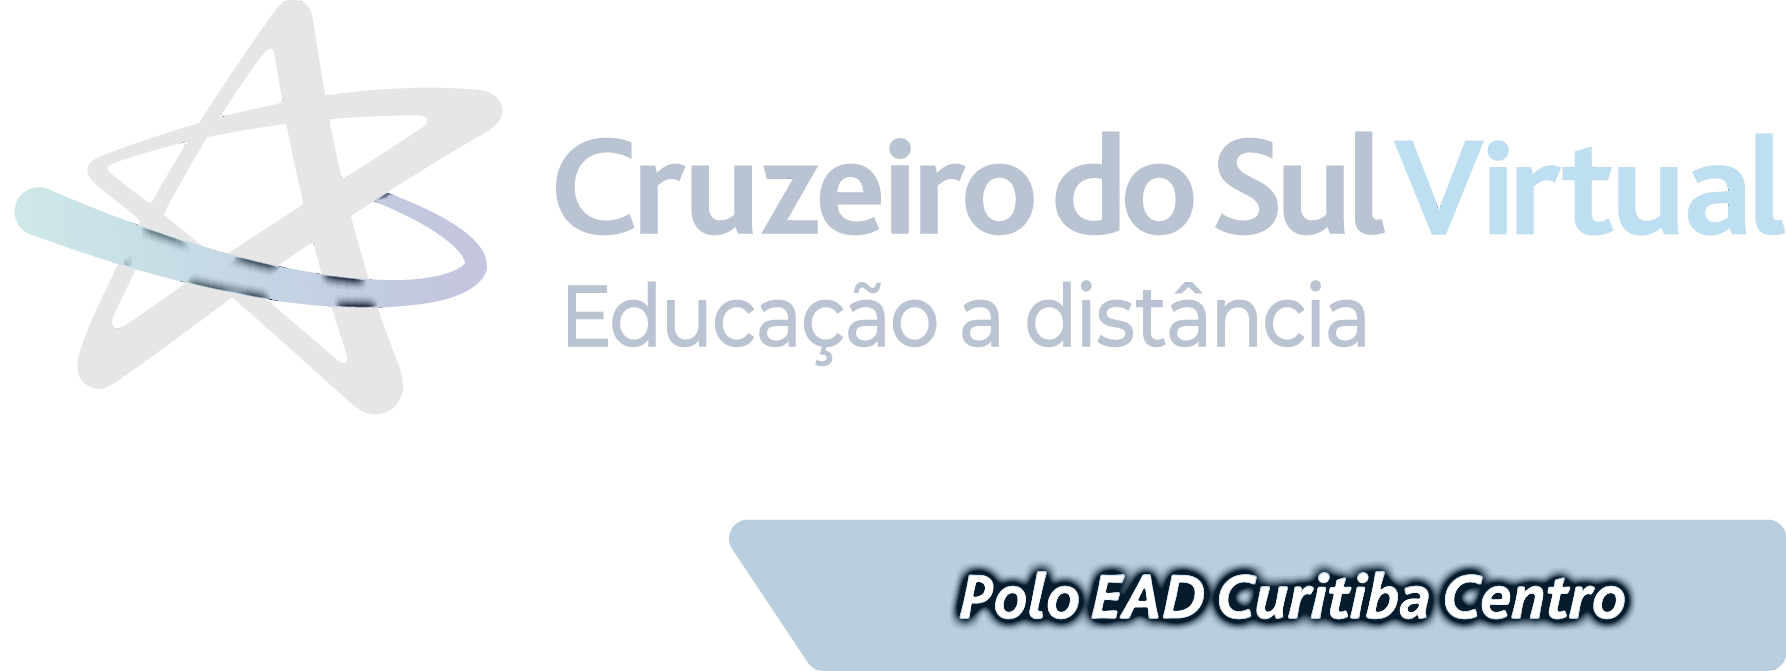 Cruzeiro do Sul Virtual
Educação a distância
Polo EAD Curitiba Centro